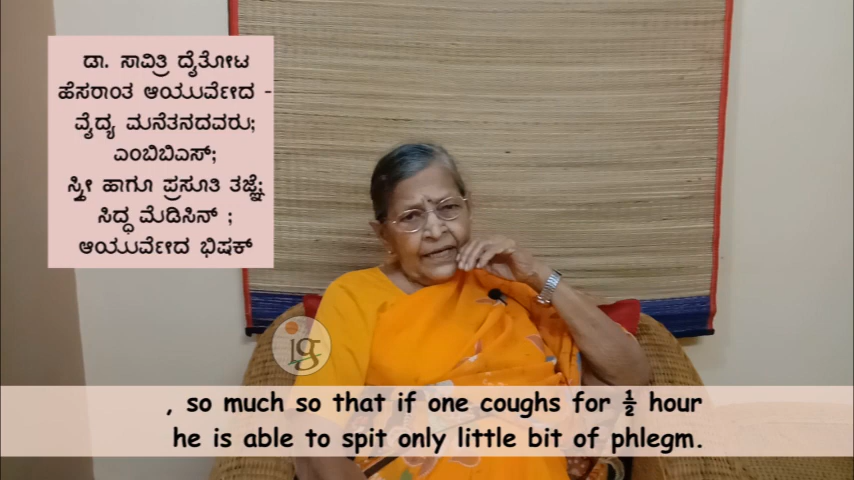 ಡಾ. ಸಾವಿತ್ರಿ ದೈತೋಟ
ಹೆಸರಾಂತ ಆಯುರ್ವೇದ -
ವೈದ್ಯ ಮನೆತನದವರು;
ಎಂಬಿಬಿಎಸ್;
ಸ್ತ್ರೀ ಹಾಗೂ ಪ್ರಸೂತಿ ತಜ್ಞೆ;
ಸಿದ್ಧ ಮೆಡಿಸಿನ್ ;
ಆಯುರ್ವೇದ ಭಿಷಕ್
ig
, so much so that if one coughs for ½ hour
he is able to spit only little bit of phlegm.